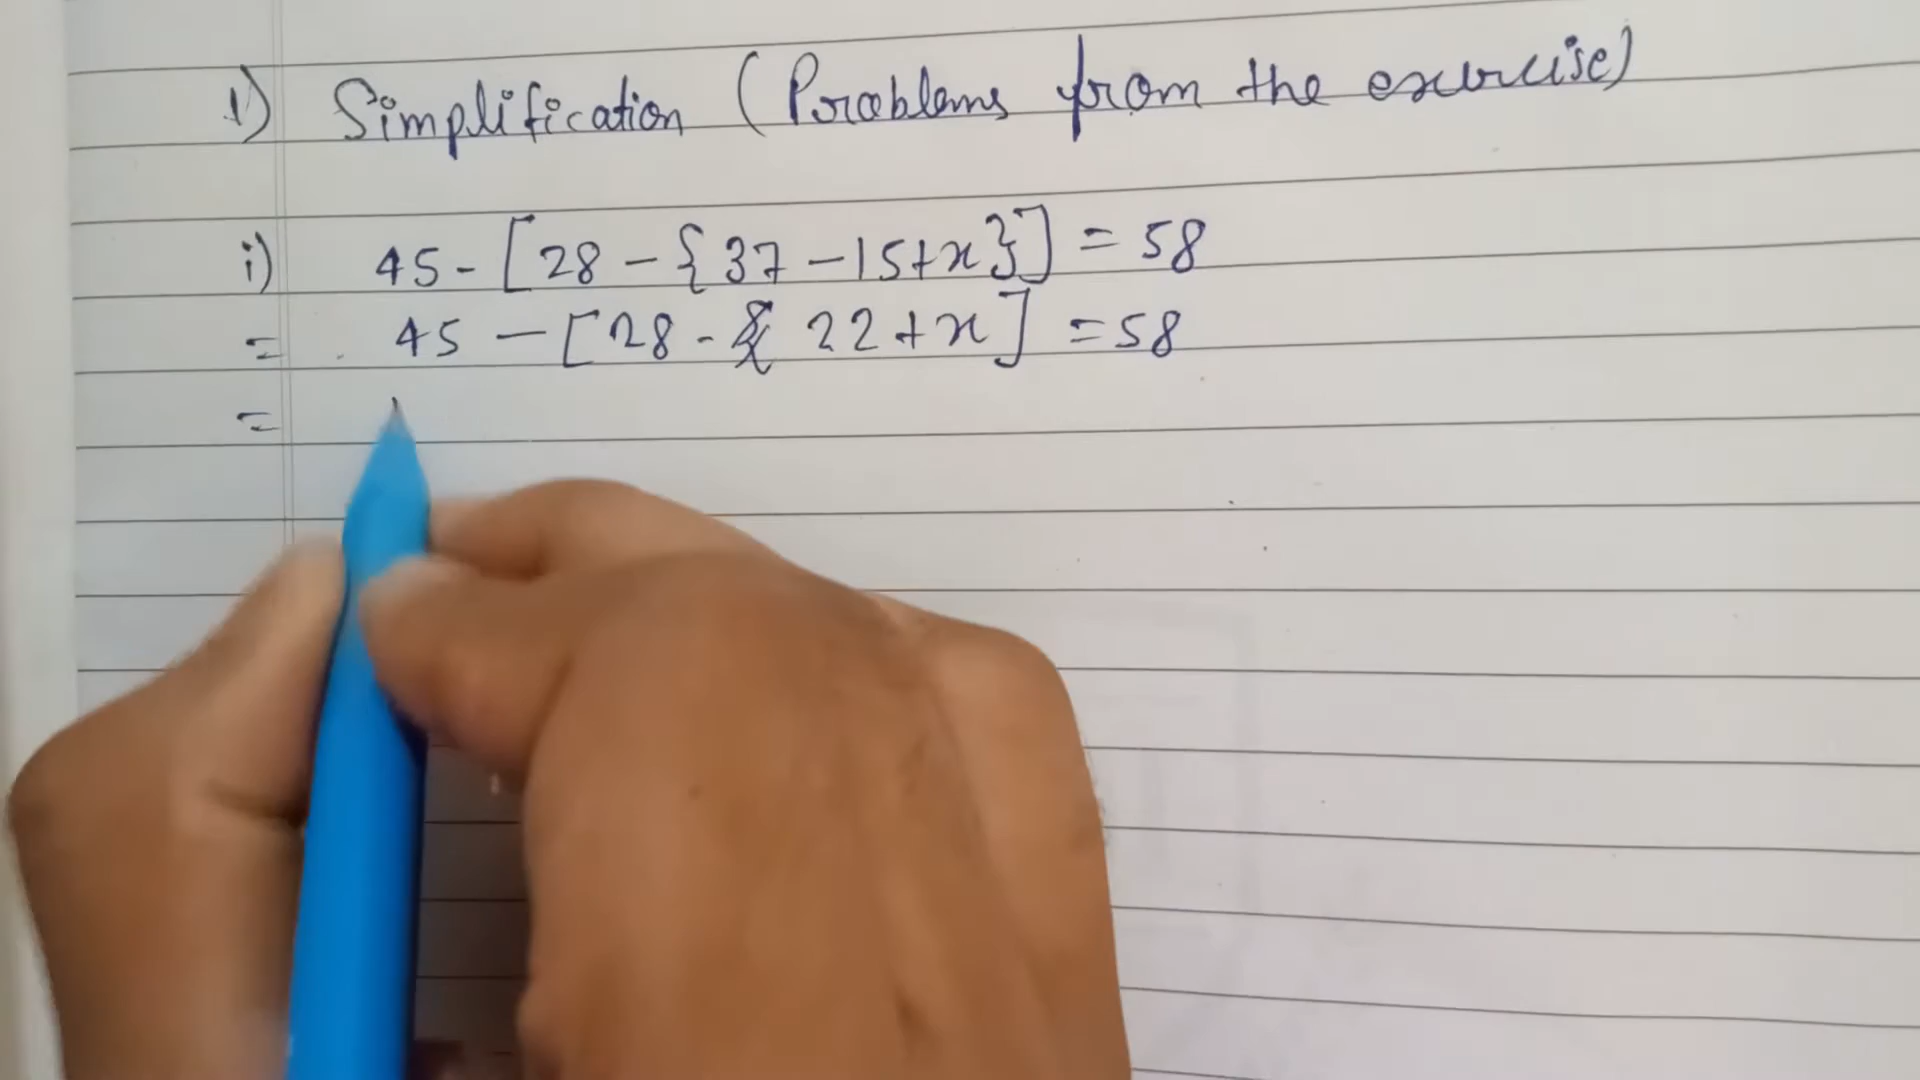 1) Simplification (Problems from the exercise)
i) 45 - [28 - {37 - 15 + x}] = 58
= 45 - [28 - 22 + x] = 58
=